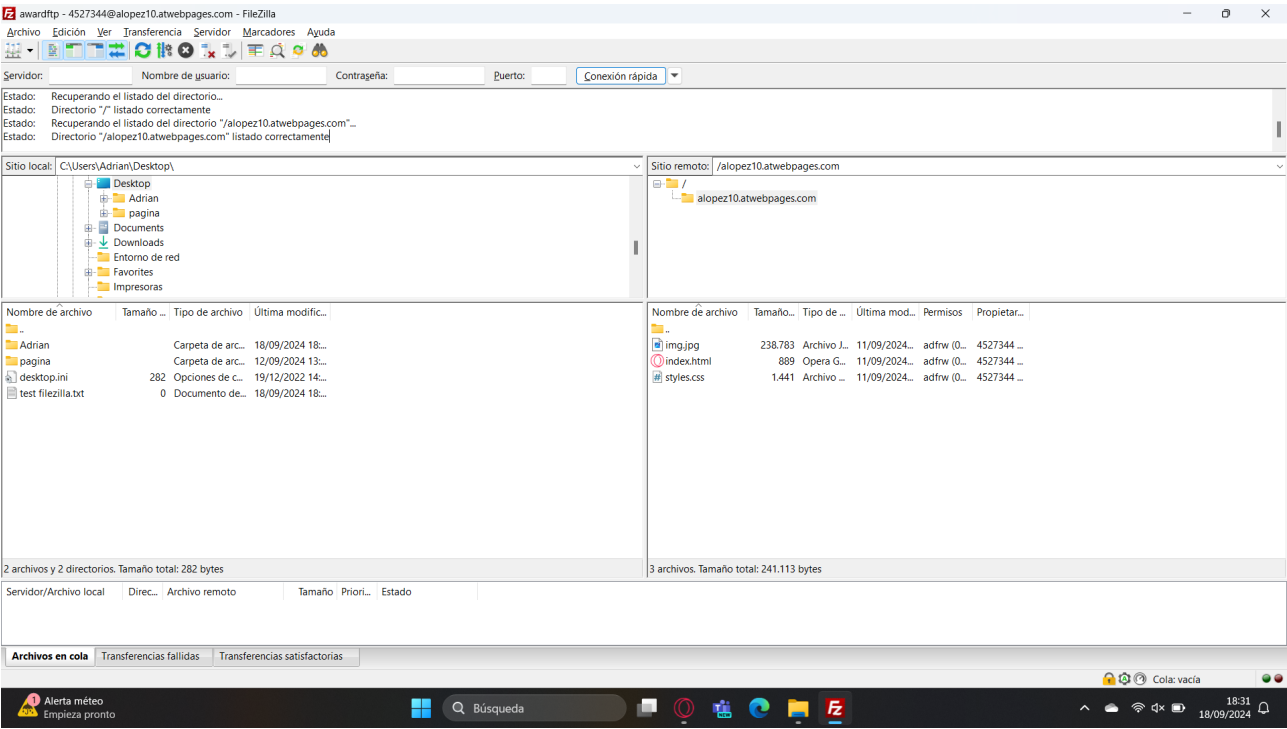 awardftp - 4527344@alopez10.atwebpages.com - FileZilla
Archivo Edición Ver Transferencia Servidor Marcadores Ayuda
Servidor: Nombre de usuario: Contraseña: Puerto: Conexión rápida
Estado: Recuperando el listado del directorio...
Estado: Directorio "/" listado correctamente
Estado: Recuperando el listado del directorio "/alopez10.atwebpages.com"...
Estado: Directorio "/alopez10.atwebpages.com" listado correctamente
Sitio local: C:\Users\Adrian\Desktop\
Desktop
Adrian
pagina
Documents
Downloads
Entorno de red
Favorites
Impresoras
Sitio remoto: /alopez10.atwebpages.com
/
alopez10.atwebpages.com
Nombre de archivo Tamaño ... Tipo de archivo Última modific...
..
Adrian Carpeta de arc... 18/09/2024 18:...
pagina Carpeta de arc... 12/09/2024 13:...
desktop.ini 282 Opciones de c... 19/12/2022 14:...
test filezilla.txt 0 Documento de... 18/09/2024 18:...
2 archivos y 2 directorios. Tamaño total: 282 bytes
Nombre de archivo Tamaño... Tipo de ... Última mod... Permisos Propietar...
..
img.jpg 238.783 Archivo J... 11/09/2024... adfrw (0... 4527344 ...
index.html 889 Opera G... 11/09/2024... adfrw (0... 4527344 ...
styles.css 1.441 Archivo ... 11/09/2024... adfrw (0... 4527344 ...
3 archivos. Tamaño total: 241.113 bytes
Servidor/Archivo local Direc... Archivo remoto Tamaño Priori... Estado
Archivos en cola Transferencias fallidas Transferencias satisfactorias
Cola: vacía
1
Alerta méteo
Empieza pronto
Búsqueda
NEW
18:31
18/09/2024